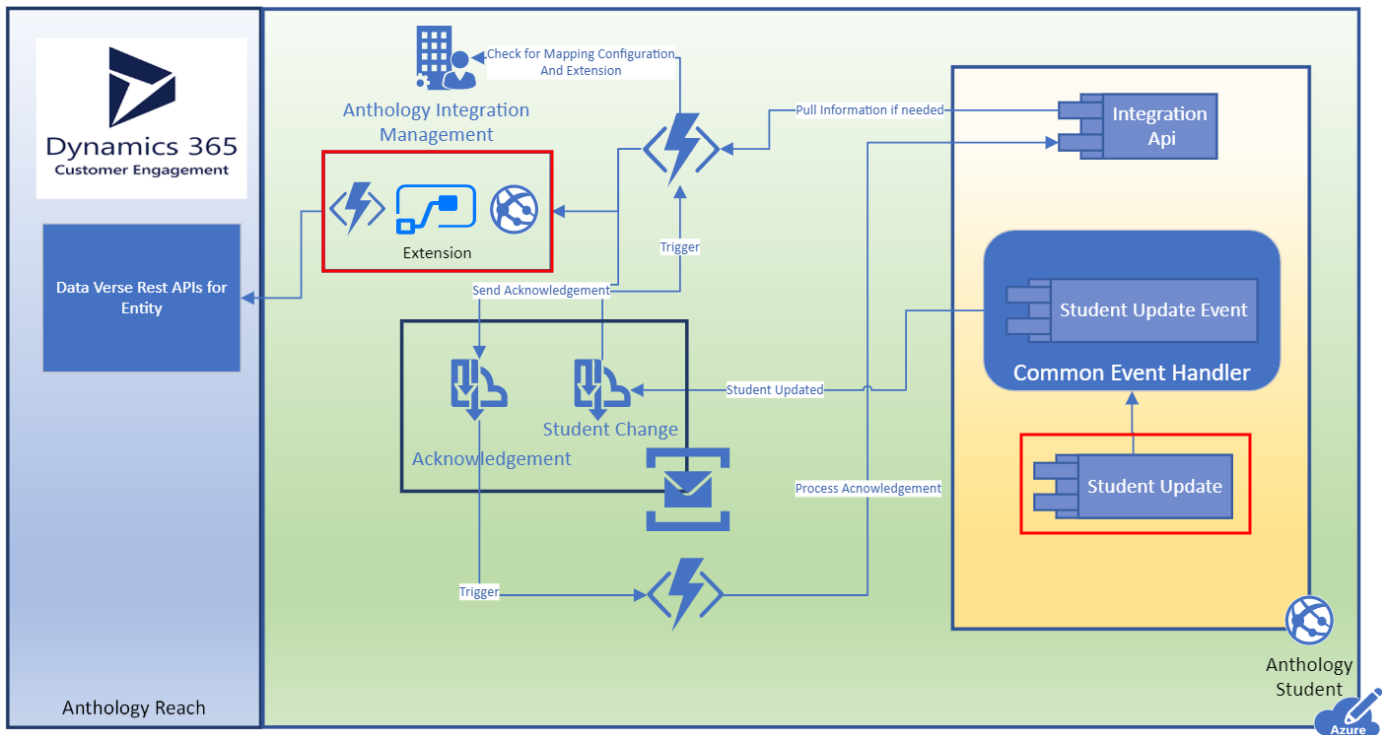 Dynamics 365
Customer Engagement
Data Verse Rest APIs for
Entity
Anthology Reach
Anthology Integration
Management
Check for Mapping Configuration
And Extension
Extension
Pull Information if needed
Trigger
Send Acknowledgement
Acknowledgement
Student Change
Student Updated
Process Acnowledgement
Trigger
Integration
Api
Student Update Event
Common Event Handler
Student Update
Anthology
Student
Azure